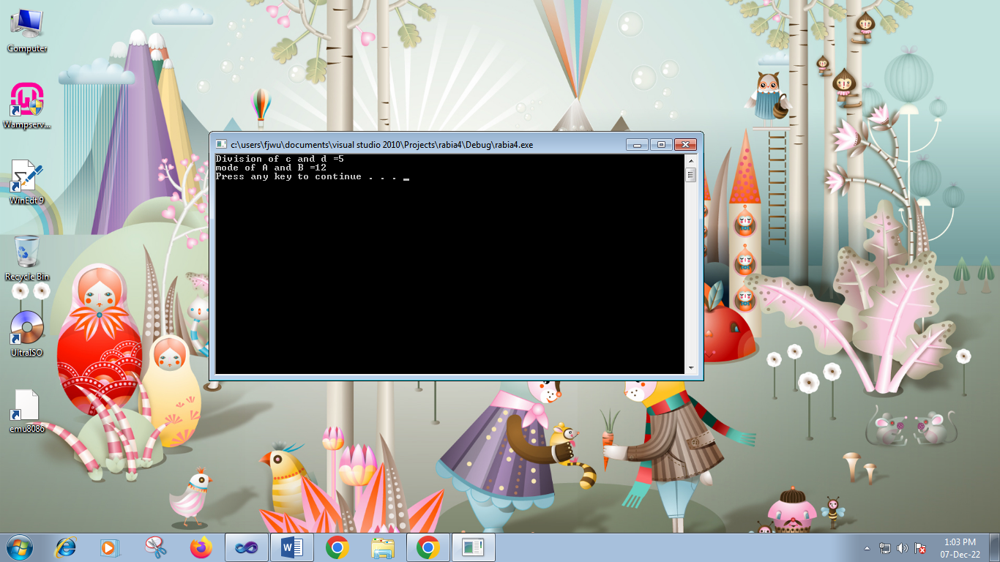 Computer
Wampserv...
WinEdt 9
Recycle Bin
UltraISO
emu8086
c:\users\fjwu\documents\visual studio 2010\Projects\rabia4\Debug\rabia4.exe
Division of c and d =5
mode of A and B =12
Press any key to continue . . . _
1:03 PM
07-Dec-22